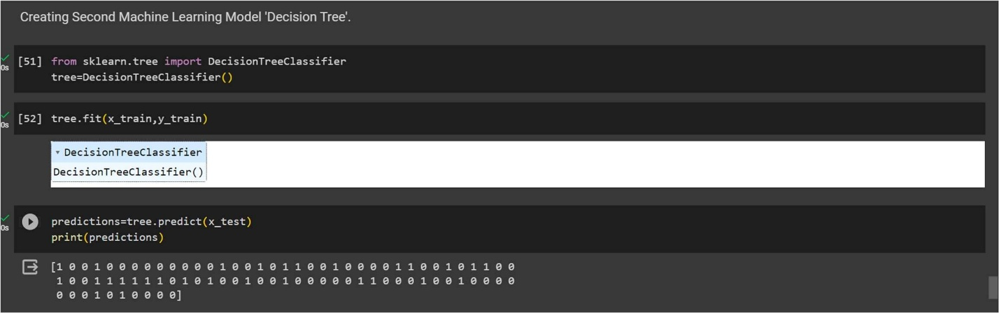 Creating Second Machine Learning Model 'Decision Tree'.
[51] from sklearn.tree import DecisionTreeClassifier
tree=DecisionTreeClassifier()
0s
[52] tree.fit(x_train,y_train)
0s
DecisionTreeClassifier
DecisionTreeClassifier()
predictions=tree.predict(x_test)
0s
print(predictions)
[1 0 0 1 0 0 0 0 0 0 0 0 0 1 0 0 1 0 1 1 0 0 1 0 0 0 0 1 1 0 0 1 0 1 1 0 0
1 0 0 1 1 1 1 1 1 0 1 0 1 0 0 1 0 0 1 0 0 0 0 0 1 1 0 0 0 1 0 0 1 0 0 0 0
0 0 0 1 0 1 0 0 0 0]